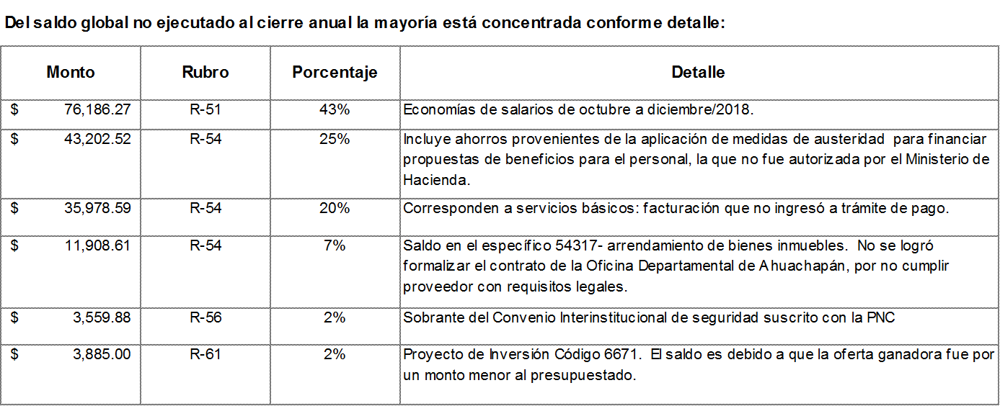 Del saldo global no ejecutado al cierre anual la mayoría está concentrada conforme detalle:
Monto Rubro Porcentaje Detalle
$ 76,186.27 R-51 43% Economías de salarios de octubre a diciembre/2018.
$ 43,202.52 R-54 25% Incluye ahorros provenientes de la aplicación de medidas de austeridad para financiar
propuestas de beneficios para el personal, la que no fue autorizada por el Ministerio de
Hacienda.
$ 35,978.59 R-54 20% Corresponden a servicios básicos: facturación que no ingresó a trámite de pago.
$ 11,908.61 R-54 7% Saldo en el específico 54317- arrendamiento de bienes inmuebles. No se logró
formalizar el contrato de la Oficina Departamental de Ahuachapán, por no cumplir
proveedor con requisitos legales.
$ 3,559.88 R-56 2% Sobrante del Convenio Interinstitucional de seguridad suscrito con la PNC
$ 3,885.00 R-61 2% Proyecto de Inversión Código 6671. El saldo es debido a que la oferta ganadora fue por
un monto menor al presupuestado.